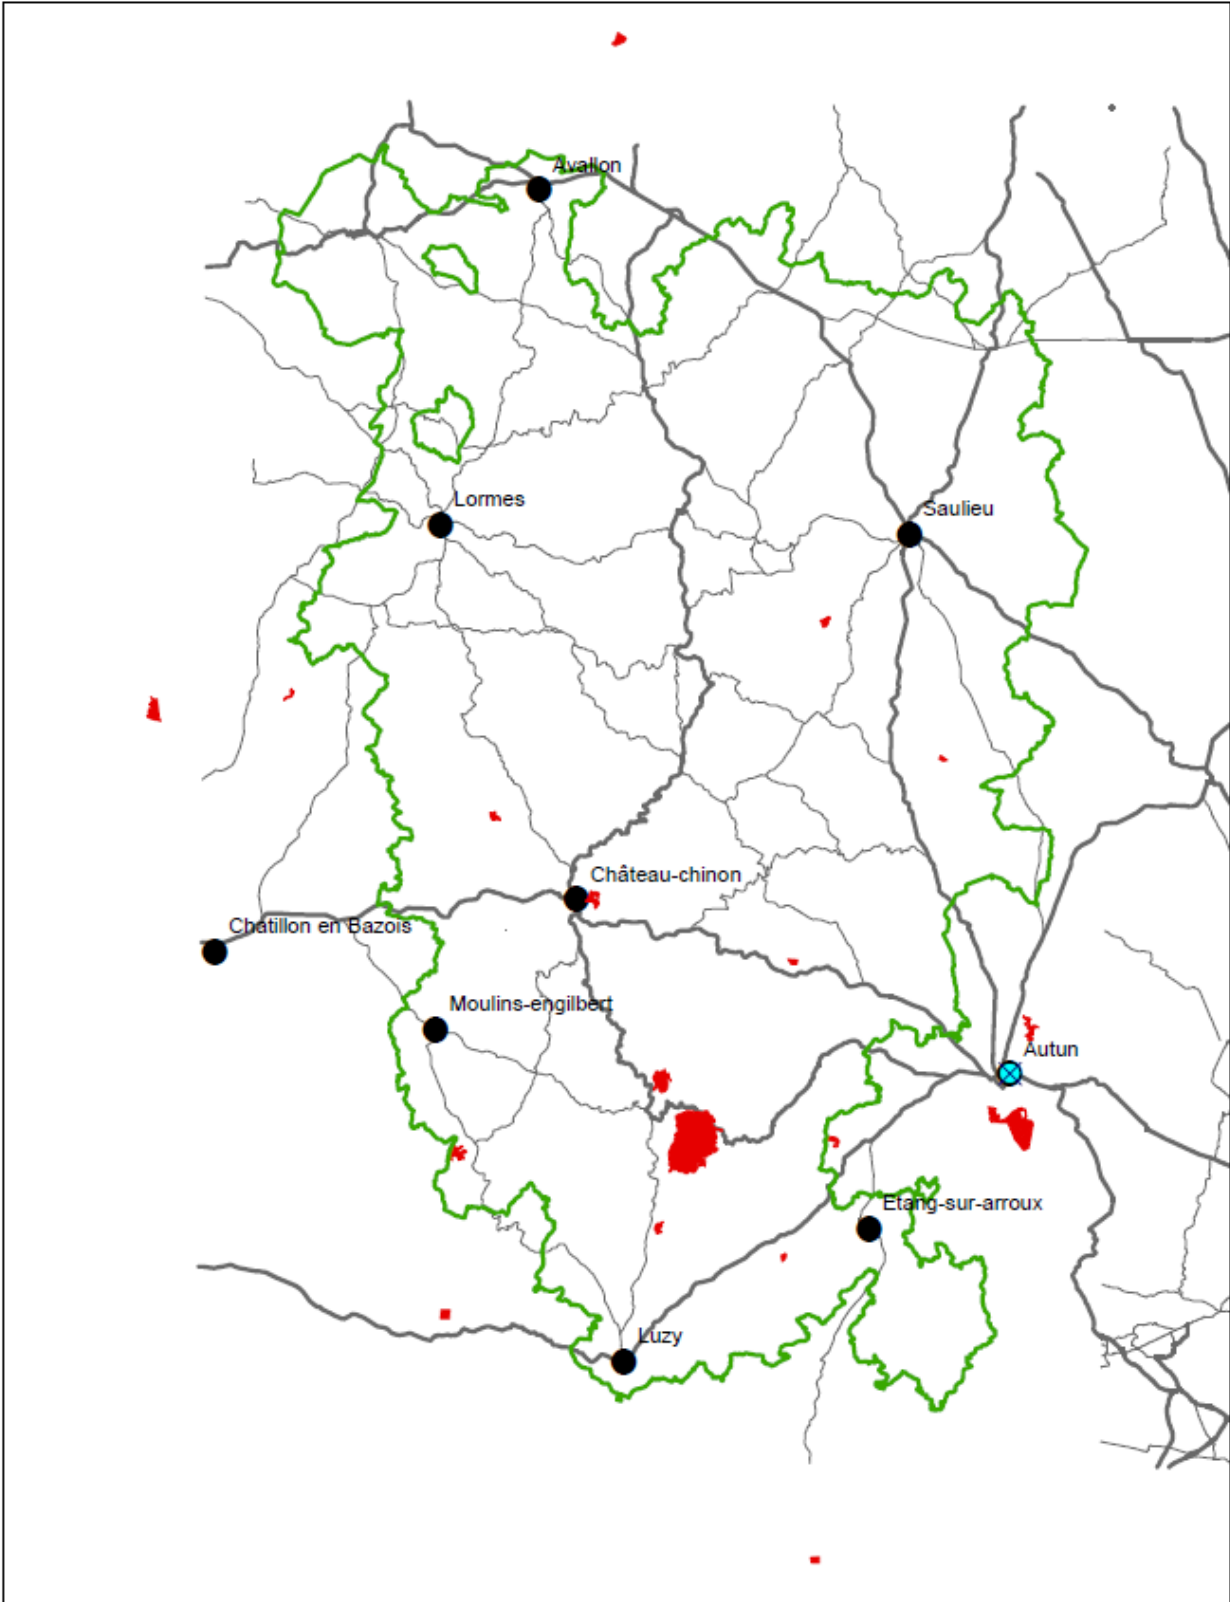 Avallon
Lormes
Saulieu
Château-chinon
Chatillon en Bazois
Moulins-engilbert
Autun
Etang-sur-arroux
Luzy